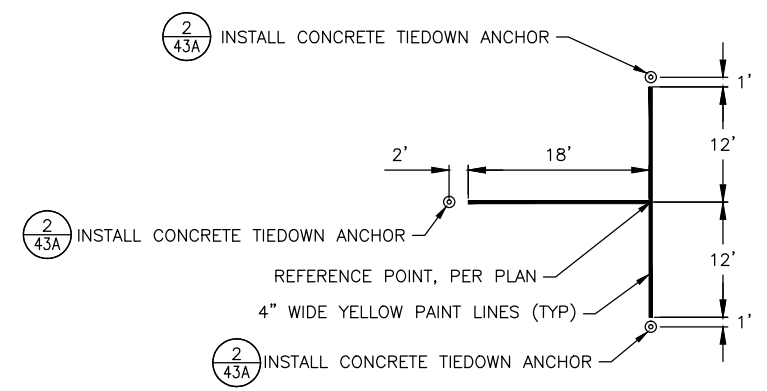 2
43A
INSTALL CONCRETE TIEDOWN ANCHOR
1'
12'
2'
18'
2
43A
INSTALL CONCRETE TIEDOWN ANCHOR
12'
REFERENCE POINT, PER PLAN
4" WIDE YELLOW PAINT LINES (TYP)
1'
2
43A
INSTALL CONCRETE TIEDOWN ANCHOR